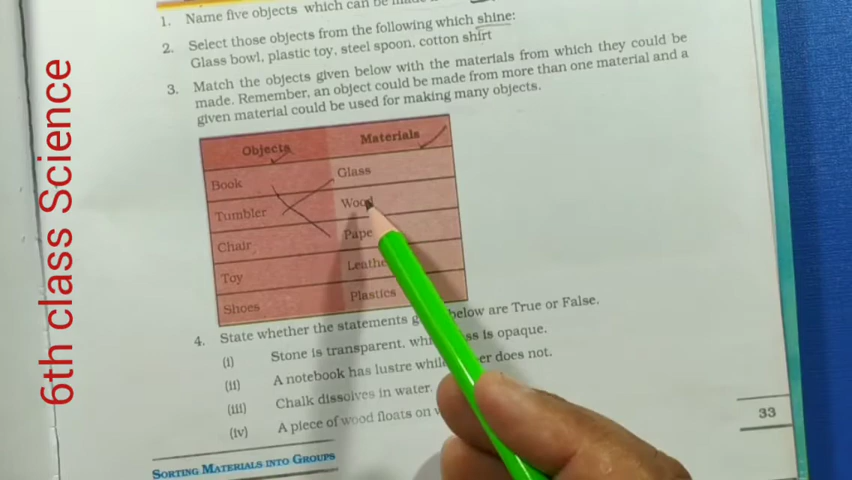 1. Name five objects which can be
2. Select those objects from the following which shine:
Glass bowl, plastic toy, steel spoon, cotton shirt
3. Match the objects given below with the materials from which they could be
made. Remember, an object could be made from more than one material and a
given material could be used for making many objects.
Objects Materials
Book Glass
Tumbler Wood
Chair Pape
Toy Leathe
Shoes Plastics
4. State whether the statements below are True or False.
(i) Stone is transparent, is opaque.
(ii) A notebook has lustre while does not.
(iii) Chalk dissolves in water.
(iv) A piece of wood floats on
33
SORTING MATERIALS INTO GROUPS
6th class Science